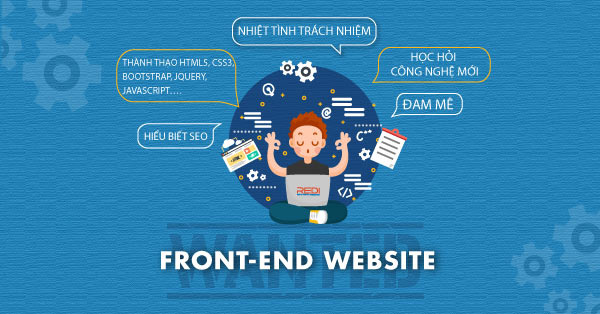 NHIỆT TÌNH TRÁCH NHIỆM
THÀNH THẠO HTML5, CSS3,
BOOTSTRAP, JQUERY,
JAVASCRIPT....
HỌC HỎI
CÔNG NGHỆ MỚI
ĐAM MÊ
HIỂU BIẾT SEO
C++
</>
REDI
WANTED
FRONT-END WEBSITE